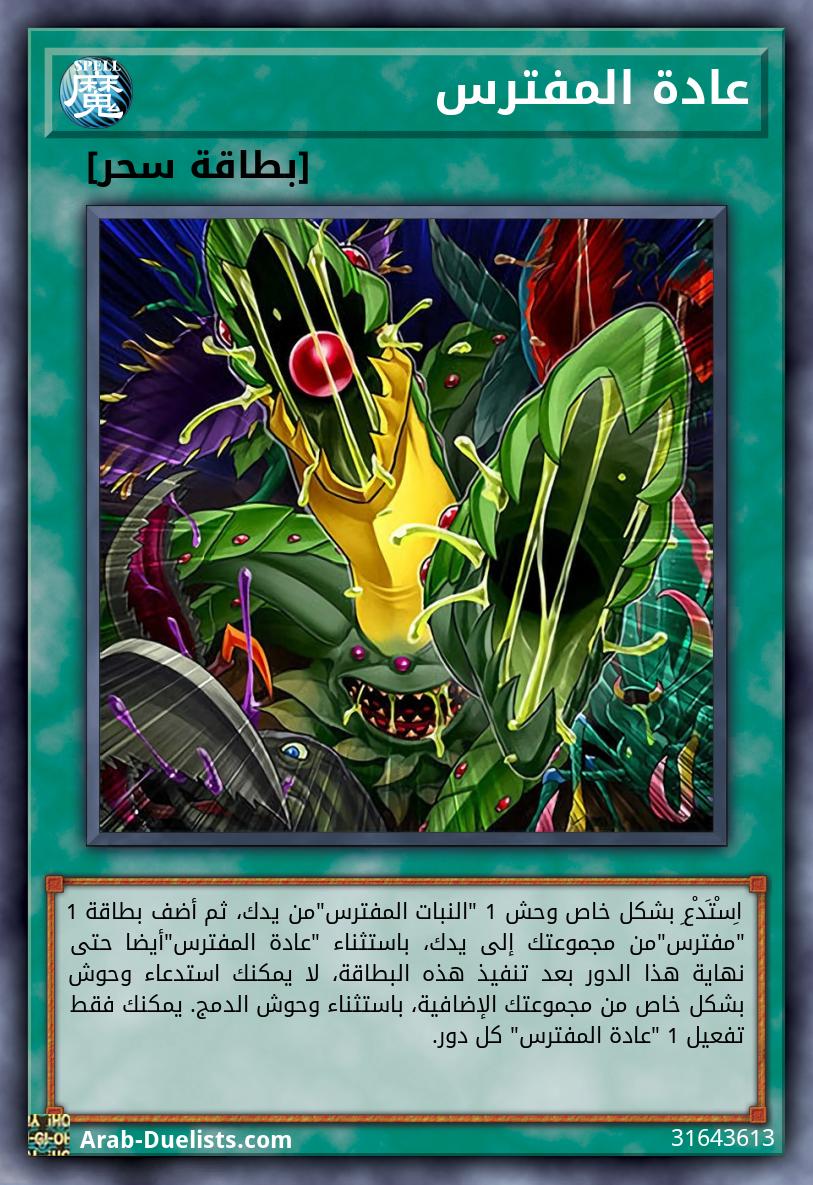 عادة المفترس
SPELL
魔
[بطاقة سحر]
اِسْتَدْعِ بشكل خاص وحش 1 "النبات المفترس"من يدك، ثم أضف بطاقة 1
"مفترس"من مجموعتك إلى يدك، باستثناء "عادة المفترس"أيضا حتى
نهاية هذا الدور بعد تنفيذ هذه البطاقة، لا يمكنك استدعاء وحوش
بشكل خاص من مجموعتك الإضافية، باستثناء وحوش الدمج. يمكنك فقط
تفعيل 1 "عادة المفترس" كل دور.
Arab-Duelists.com
31643613